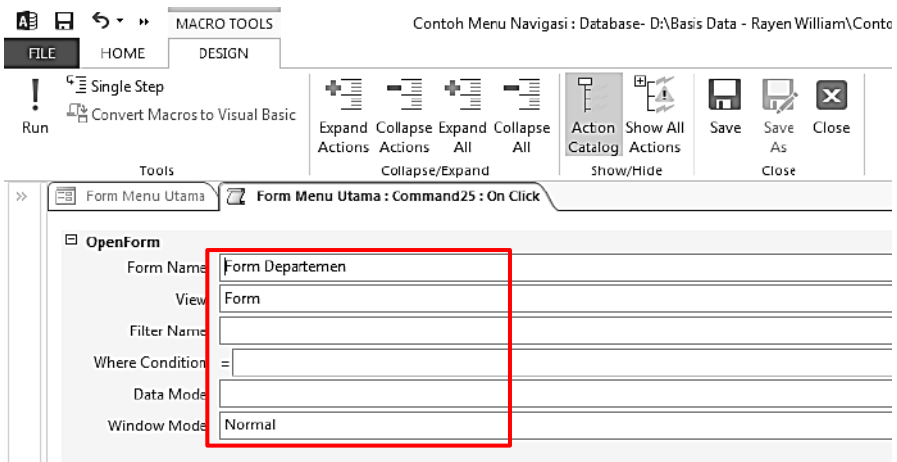 MACRO TOOLS
Contoh Menu Navigasi : Database- D:\Basis Data - Rayen William\Conto
FILE HOME DESIGN
Run
Single Step
Convert Macros to Visual Basic
Expand Actions
Collapse Actions
Expand All
Collapse All
Action Catalog
Show All Actions
Save
Save As
Close
Tools Collapse/Expand Show/Hide Close
Form Menu Utama
Form Menu Utama : Command25 : On Click
OpenForm
Form Name Form Departemen
View Form
Filter Name
Where Condition =
Data Mode
Window Mode Normal